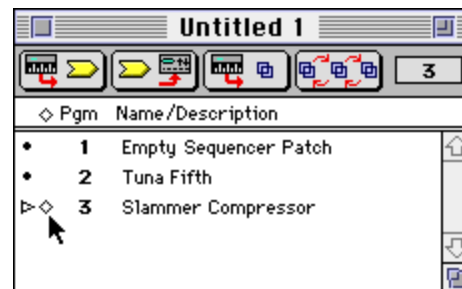 Untitled 1
3
◇ Pgm Name/Description
• 1 Empty Sequencer Patch
• 2 Tuna Fifth
▷◇ 3 Slammer Compressor